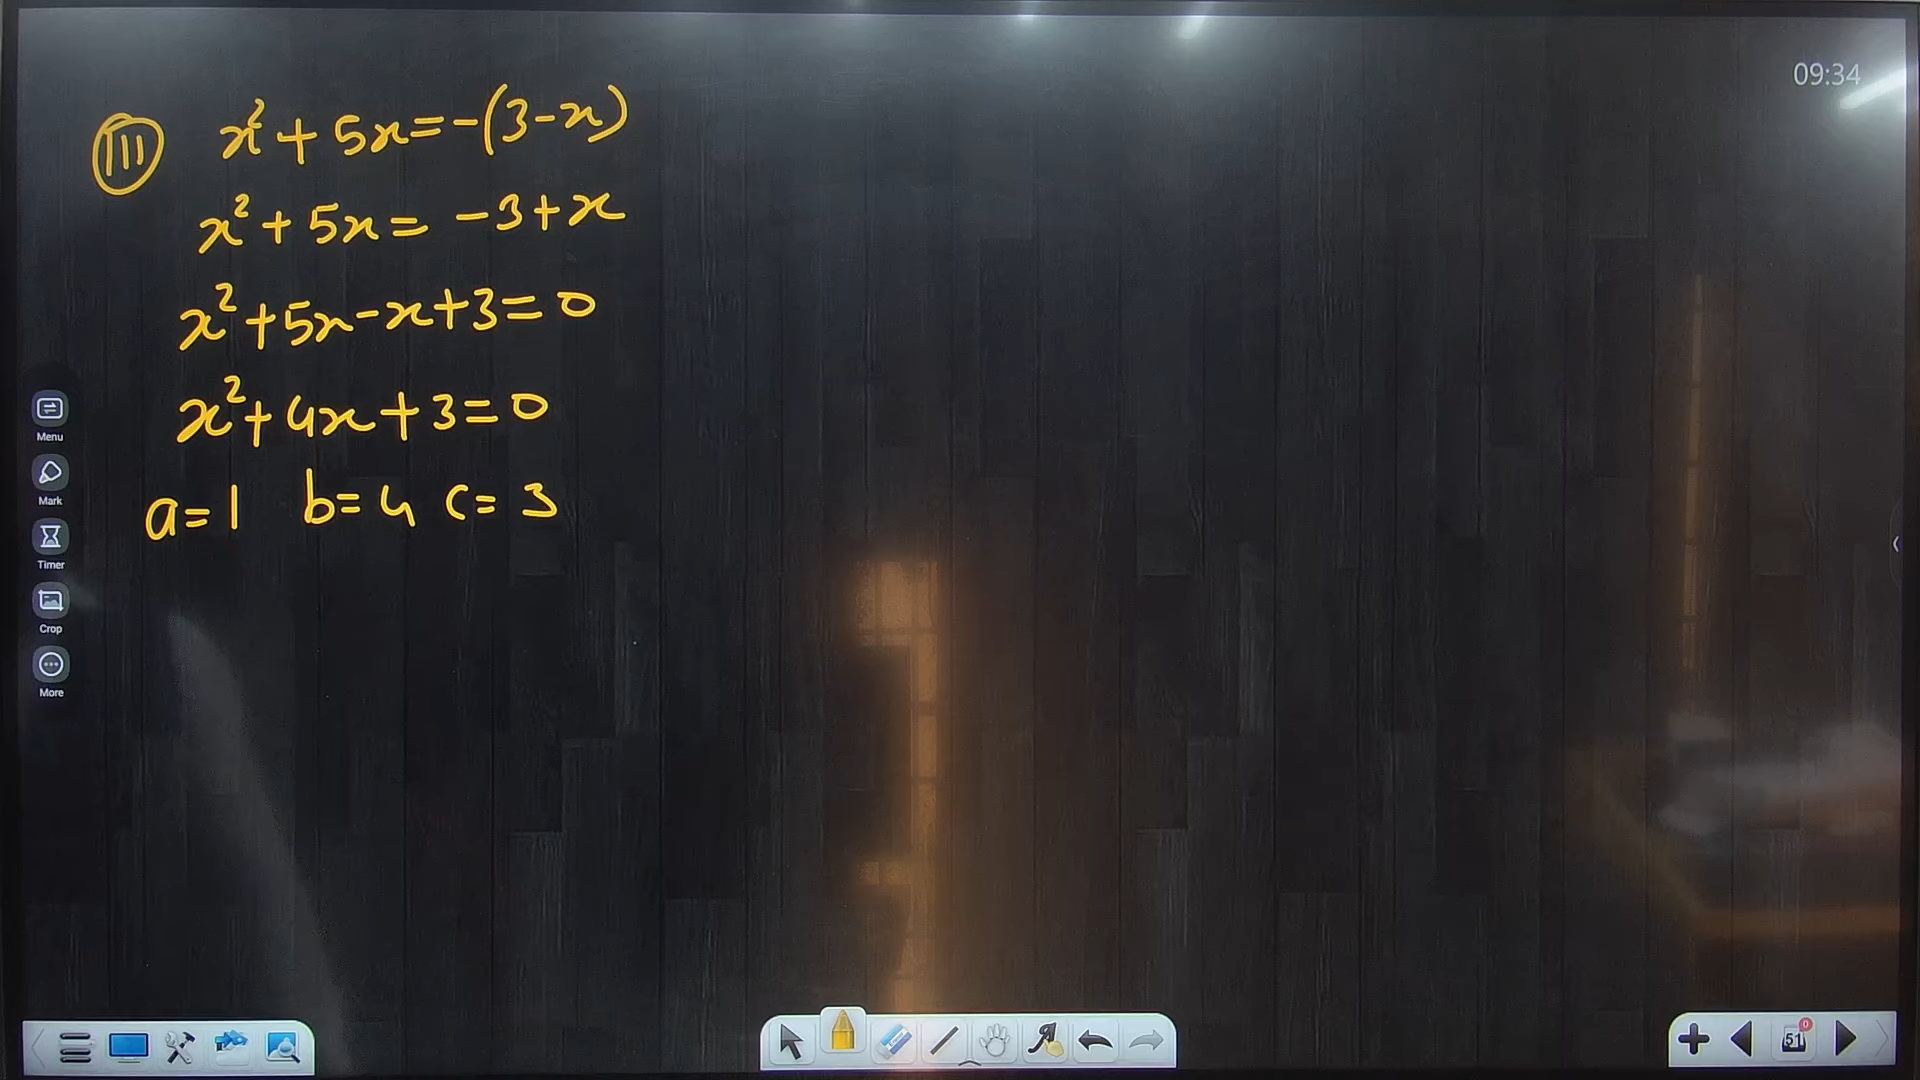 09:34
III x² + 5x = -(3-x)
x² + 5x = -3 + x
x² + 5x - x + 3 = 0
x² + 4x + 3 = 0
a = 1 b = 4 c = 3
Menu
Mark
Timer
Crop
More
51
0